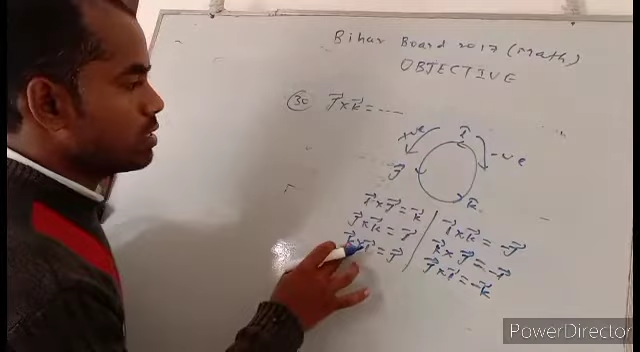 Bihar Board 2017 (Math)
OBJECTIVE
30 j⃗ × k⃗ = ----
+ve i⃗ -ve
j⃗
k⃗
i⃗ × j⃗ = k⃗
j⃗ × k⃗ = i⃗
k⃗ × i⃗ = j⃗
i⃗ × k⃗ = -j⃗
k⃗ × j⃗ = -i⃗
j⃗ × i⃗ = -k⃗
PowerDirector